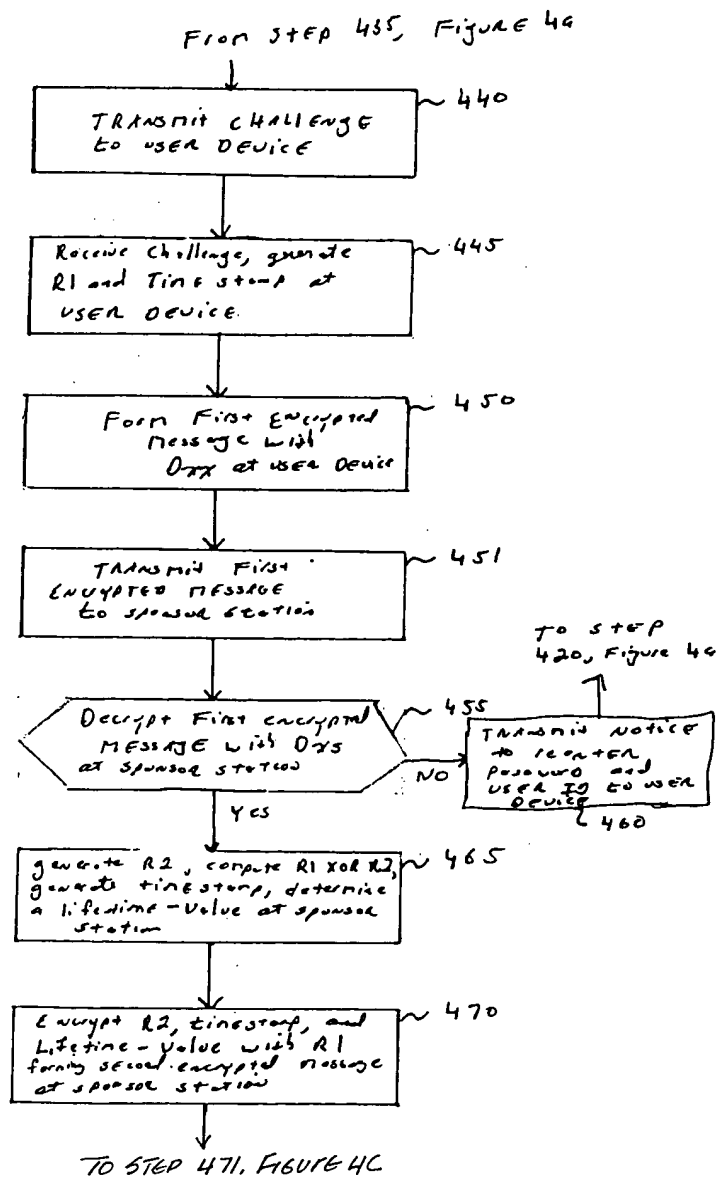 From STEP 435, FIGURE 4a
440
TRANSMIT CHALLENGE
to USER DEVICE
445
Receive Challenge, generate
R1 and Timestamp at
USER DEVICE.
450
Form First Encrypted
Message with
Dxx at USER DEVICE
451
TRANSMIT FIRST
ENCRYPTED MESSAGE
to SPONSOR STATION
TO STEP
420, Figure 4a
455
Decrypt First encrypted
MESSAGE with Dxs
at SPONSOR STATION
NO
TRANSMIT NOTICE
to reenter
password and
USER ID to USER
DEVICE
460
YES
465
generate R2, compute R1 XOR R2,
generate timestamp, determine
a lifetime-value at sponsor
station
470
Encrypt R2, timestamp, and
Lifetime-value with R1
forming second encrypted message
at sponsor station
TO STEP 471, FIGURE 4C